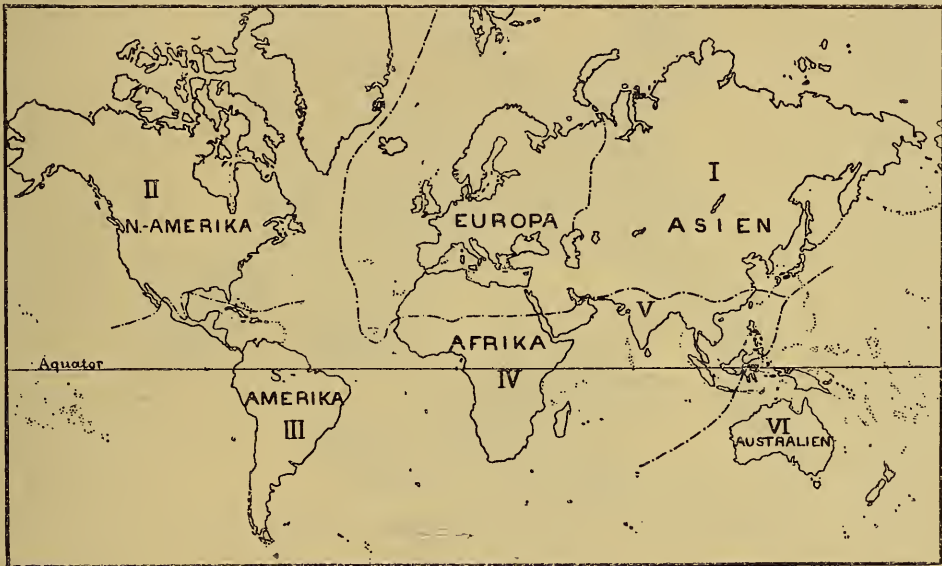 II
N.-AMERIKA
I
EUROPA
ASIEN
V
AFRIKA
Äquator
S.-
IV
AMERIKA
III
VI
AUSTRALIEN